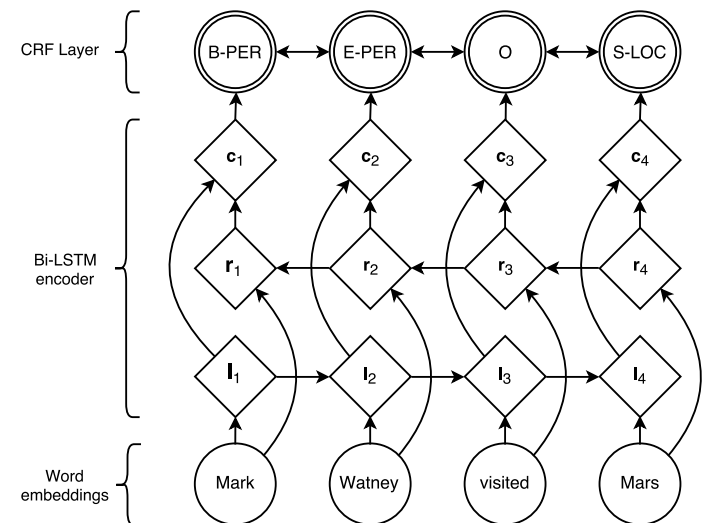 CRF Layer
B-PER
E-PER
O
S-LOC
c1
c2
c3
c4
Bi-LSTM
encoder
r1
r2
r3
r4
l1
l2
l3
l4
Word
embeddings
Mark
Watney
visited
Mars